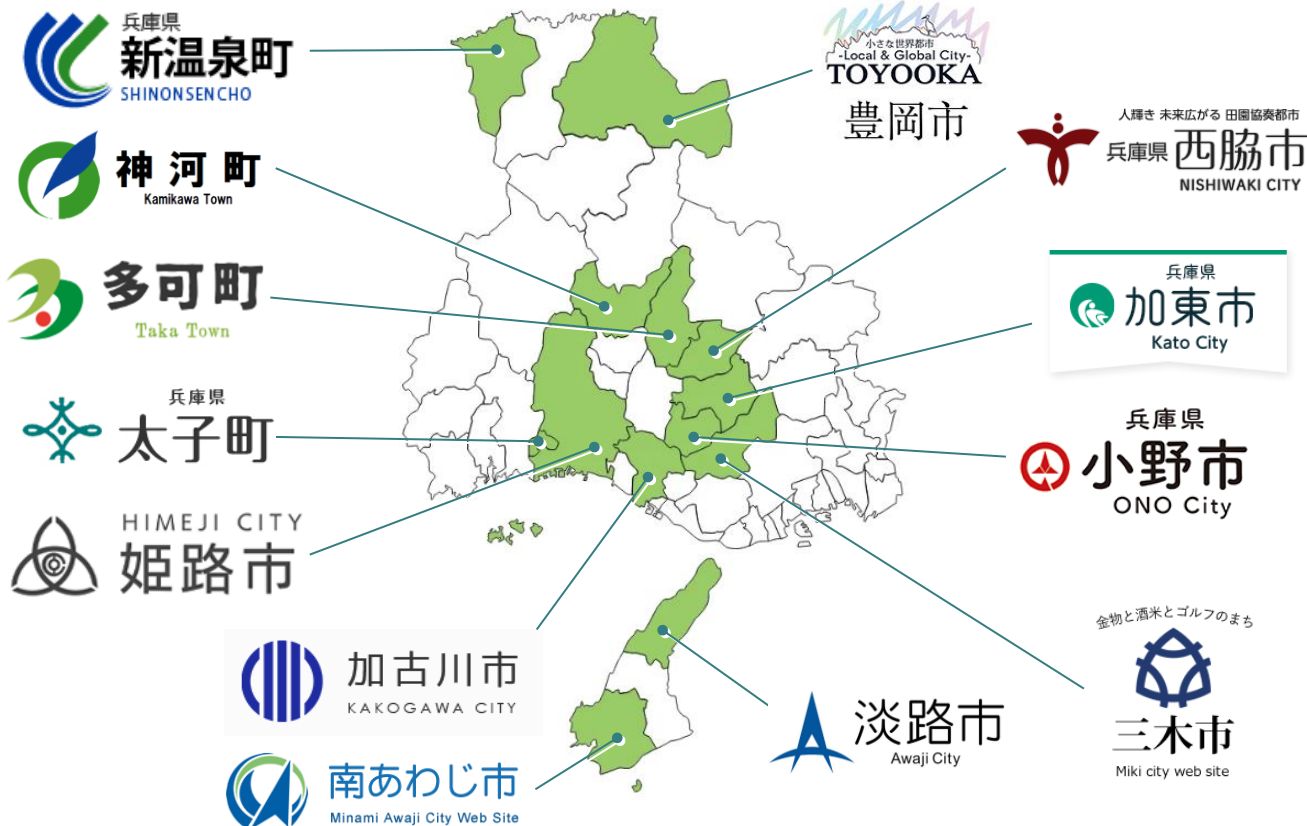 兵庫県
新温泉町
SHINONSENCHO
神河町
Kamikawa Town
多可町
Taka Town
兵庫県
太子町
HIMEJI CITY
姫路市
加古川市
KAKOGAWA CITY
南あわじ市
Minami Awaji City Web Site
小さな世界都市
-Local & Global City-
TOYOOKA
豊岡市
人輝き 未来広がる 田園協奏都市
兵庫県 西脇市
NISHIWAKI CITY
兵庫県
加東市
Kato City
兵庫県
小野市
ONO City
金物と酒米とゴルフのまち
三木市
Miki city web site
淡路市
Awaji City